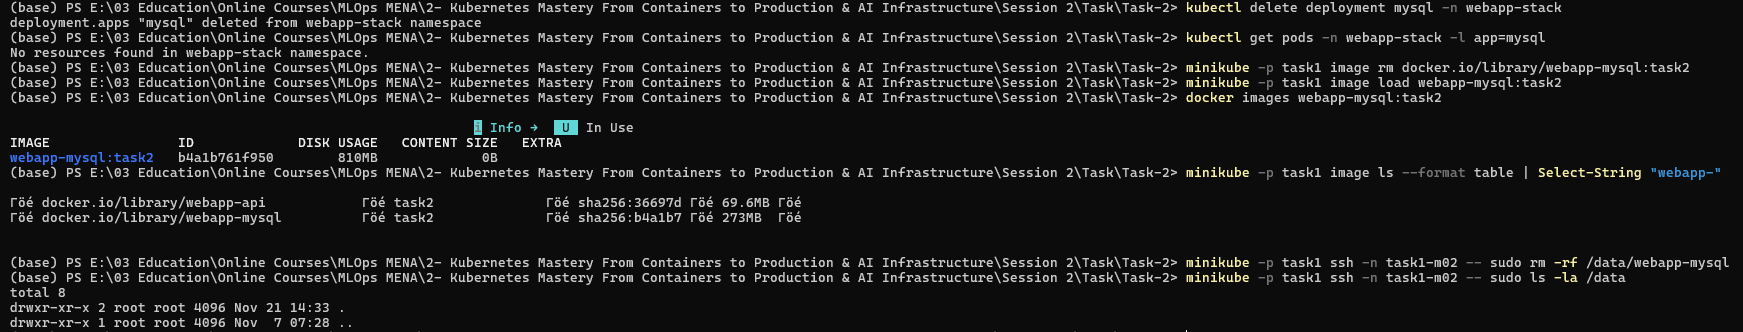 (base) PS E:\03 Education\Online Courses\MLOps MENA\2- Kubernetes Mastery From Containers to Production & AI Infrastructure\Session 2\Task\Task-2> kubectl delete deployment mysql -n webapp-stack
deployment.apps "mysql" deleted from webapp-stack namespace
(base) PS E:\03 Education\Online Courses\MLOps MENA\2- Kubernetes Mastery From Containers to Production & AI Infrastructure\Session 2\Task\Task-2> kubectl get pods -n webapp-stack -l app=mysql
No resources found in webapp-stack namespace.
(base) PS E:\03 Education\Online Courses\MLOps MENA\2- Kubernetes Mastery From Containers to Production & AI Infrastructure\Session 2\Task\Task-2> minikube -p task1 image rm docker.io/library/webapp-mysql:task2
(base) PS E:\03 Education\Online Courses\MLOps MENA\2- Kubernetes Mastery From Containers to Production & AI Infrastructure\Session 2\Task\Task-2> minikube -p task1 image load webapp-mysql:task2
(base) PS E:\03 Education\Online Courses\MLOps MENA\2- Kubernetes Mastery From Containers to Production & AI Infrastructure\Session 2\Task\Task-2> docker images webapp-mysql:task2
i Info → U In Use
IMAGE ID DISK USAGE CONTENT SIZE EXTRA
webapp-mysql:task2 b4a1b761f950 810MB 0B
(base) PS E:\03 Education\Online Courses\MLOps MENA\2- Kubernetes Mastery From Containers to Production & AI Infrastructure\Session 2\Task\Task-2> minikube -p task1 image ls --format table | Select-String "webapp-"
Γöé docker.io/library/webapp-api Γöé task2 Γöé sha256:36697d Γöé 69.6MB Γöé
Γöé docker.io/library/webapp-mysql Γöé task2 Γöé sha256:b4a1b7 Γöé 273MB Γöé
(base) PS E:\03 Education\Online Courses\MLOps MENA\2- Kubernetes Mastery From Containers to Production & AI Infrastructure\Session 2\Task\Task-2> minikube -p task1 ssh -n task1-m02 -- sudo rm -rf /data/webapp-mysql
(base) PS E:\03 Education\Online Courses\MLOps MENA\2- Kubernetes Mastery From Containers to Production & AI Infrastructure\Session 2\Task\Task-2> minikube -p task1 ssh -n task1-m02 -- sudo ls -la /data
total 8
drwxr-xr-x 2 root root 4096 Nov 21 14:33 .
drwxr-xr-x 1 root root 4096 Nov 7 07:28 ..